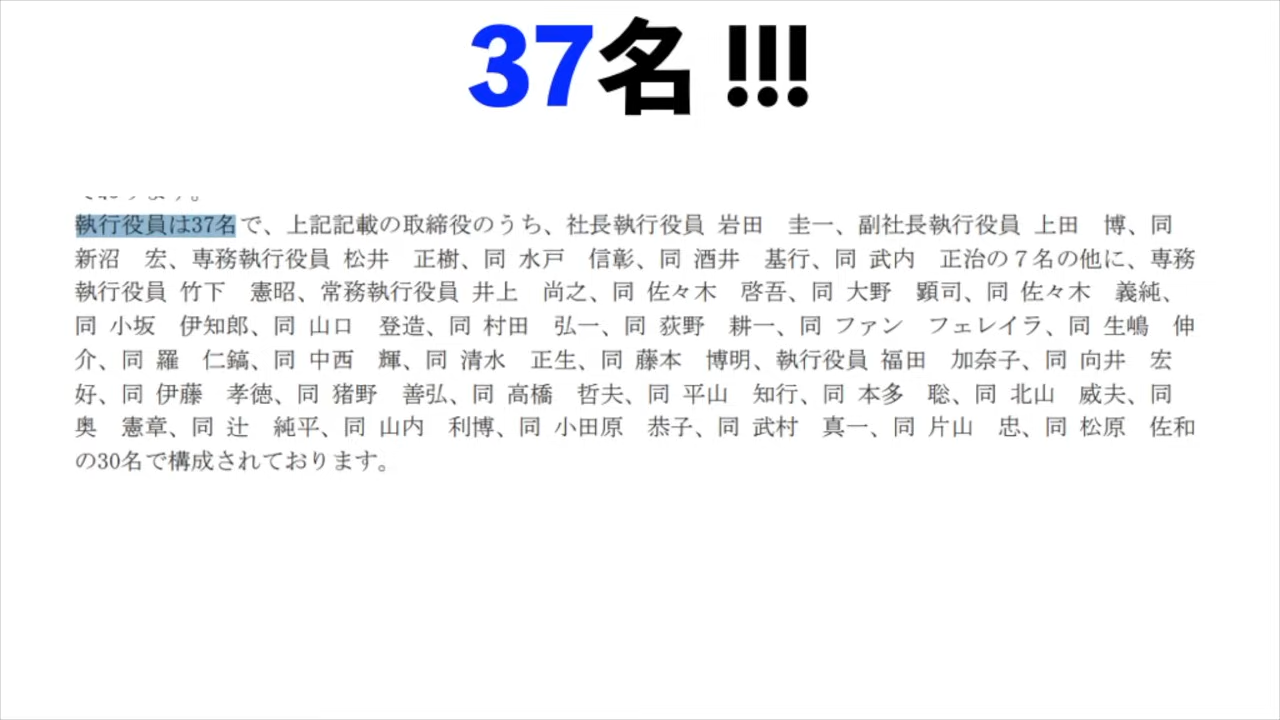 37名 !!!
ております。
執行役員は37名で、上記記載の取締役のうち、社長執行役員 岩田　圭一、副社長執行役員 上田　博、同
新沼　宏、専務執行役員 松井　正樹、同 水戸　信彰、同 酒井　基行、同 武内　正治の７名の他に、専務
執行役員 竹下　憲昭、常務執行役員 井上　尚之、同 佐々木　啓吾、同 大野　顕司、同 佐々木　義純、
同 小坂　伊知郎、同 山口　登造、同 村田　弘一、同 荻野　耕一、同 ファン　フェレイラ、同 生嶋　伸
介、同 羅　仁鎬、同 中西　輝、同 清水　正生、同 藤本　博明、執行役員 福田　加奈子、同 向井　宏
好、同 伊藤　孝徳、同 猪野　善弘、同 高橋　哲夫、同 平山　知行、同 本多　聡、同 北山　威夫、同
奥　憲章、同 辻　純平、同 山内　利博、同 小田原　恭子、同 武村　真一、同 片山　忠、同 松原　佐和
の30名で構成されております。